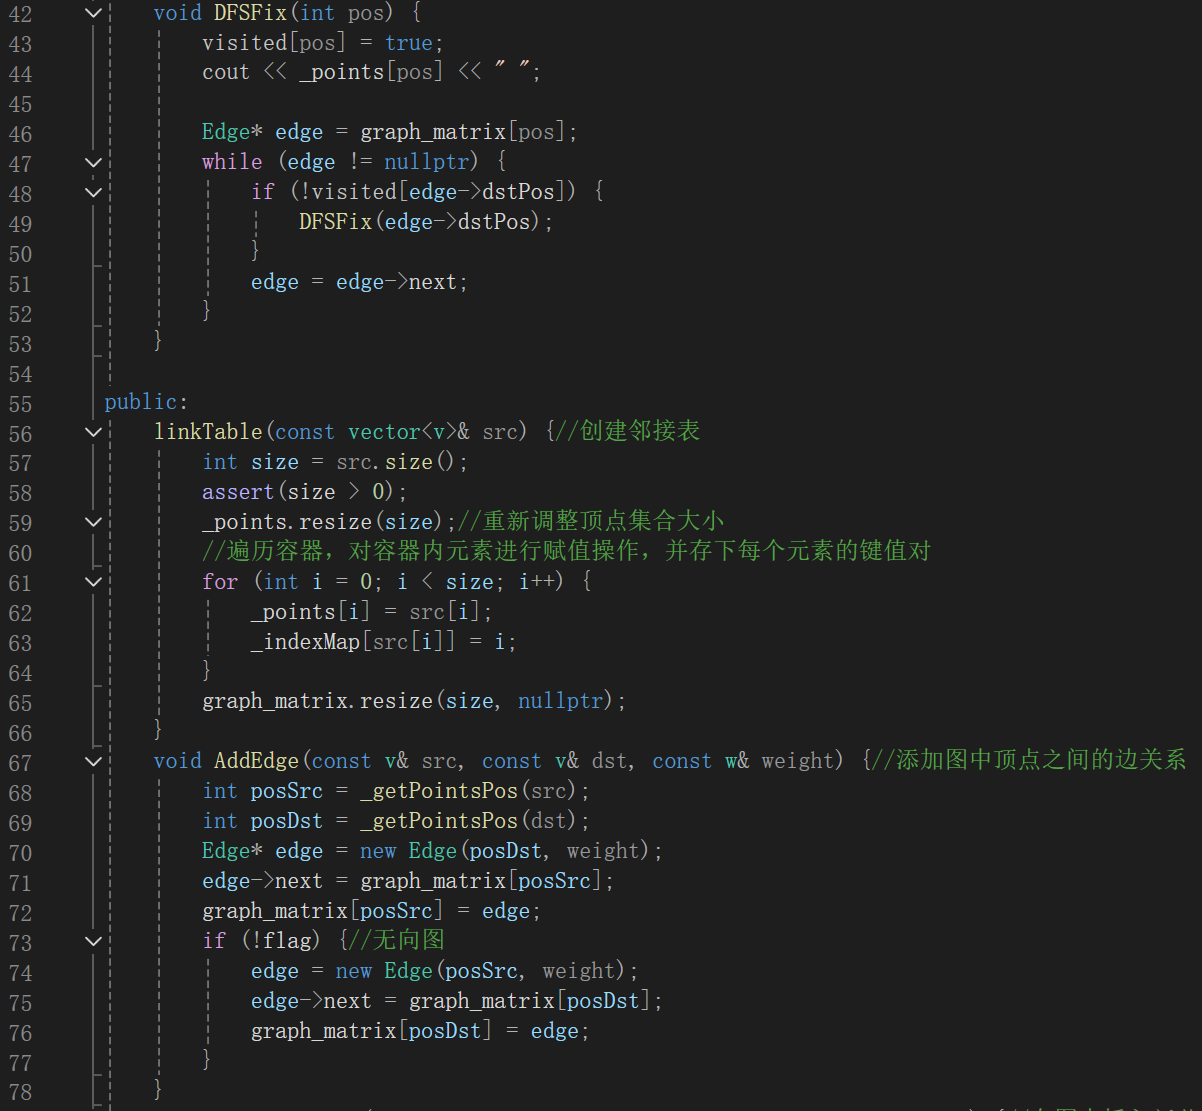 42 void DFSFix(int pos) {
43 visited[pos] = true;
44 cout << _points[pos] << " ";
45
46 Edge* edge = graph_matrix[pos];
47 while (edge != nullptr) {
48 if (!visited[edge->dstPos]) {
49 DFSFix(edge->dstPos);
50 }
51 edge = edge->next;
52 }
53 }
54
55 public:
56 linkTable(const vector<v>& src) {//创建邻接表
57 int size = src.size();
58 assert(size > 0);
59 _points.resize(size);//重新调整顶点集合大小
60 //遍历容器，对容器内元素进行赋值操作，并存下每个元素的键值对
61 for (int i = 0; i < size; i++) {
62 _points[i] = src[i];
63 _indexMap[src[i]] = i;
64 }
65 graph_matrix.resize(size, nullptr);
66 }
67 void AddEdge(const v& src, const v& dst, const w& weight) {//添加图中顶点之间的边关系
68 int posSrc = _getPointsPos(src);
69 int posDst = _getPointsPos(dst);
70 Edge* edge = new Edge(posDst, weight);
71 edge->next = graph_matrix[posSrc];
72 graph_matrix[posSrc] = edge;
73 if (!flag) {//无向图
74 edge = new Edge(posSrc, weight);
75 edge->next = graph_matrix[posDst];
76 graph_matrix[posDst] = edge;
77 }
78 }